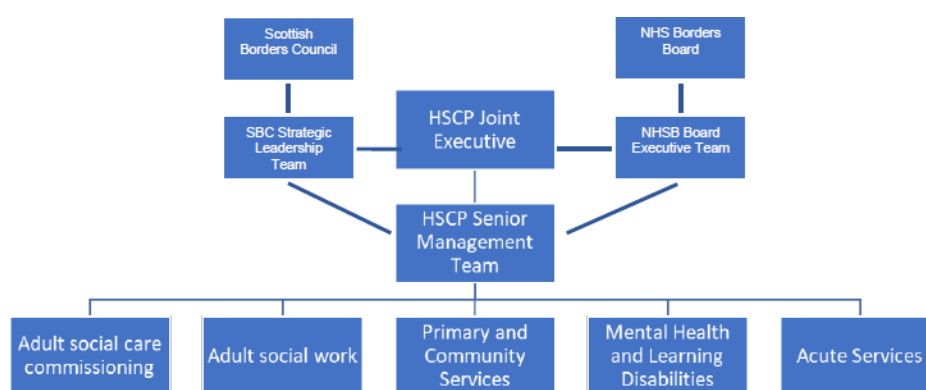 Scottish
Borders Council
NHS Borders
Board
SBC Strategic
Leadership
Team
HSCP Joint
Executive
NHSB Board
Executive Team
HSCP Senior
Management
Team
Adult social care
commissioning
Adult social work
Primary and
Community
Services
Mental Health
and Learning
Disabilities
Acute Services